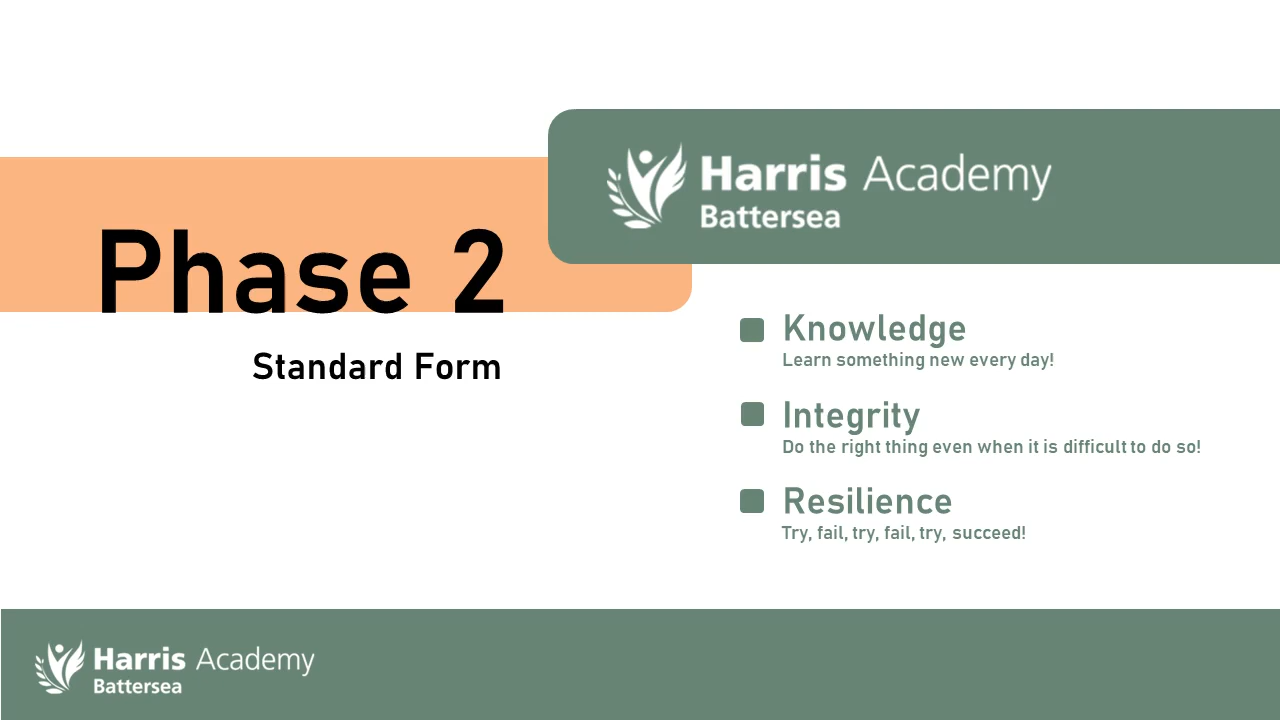 Harris Academy
Battersea
Phase 2
Standard Form
Knowledge
Learn something new every day!
Integrity
Do the right thing even when it is difficult to do so!
Resilience
Try, fail, try, fail, try, succeed!
Harris Academy
Battersea